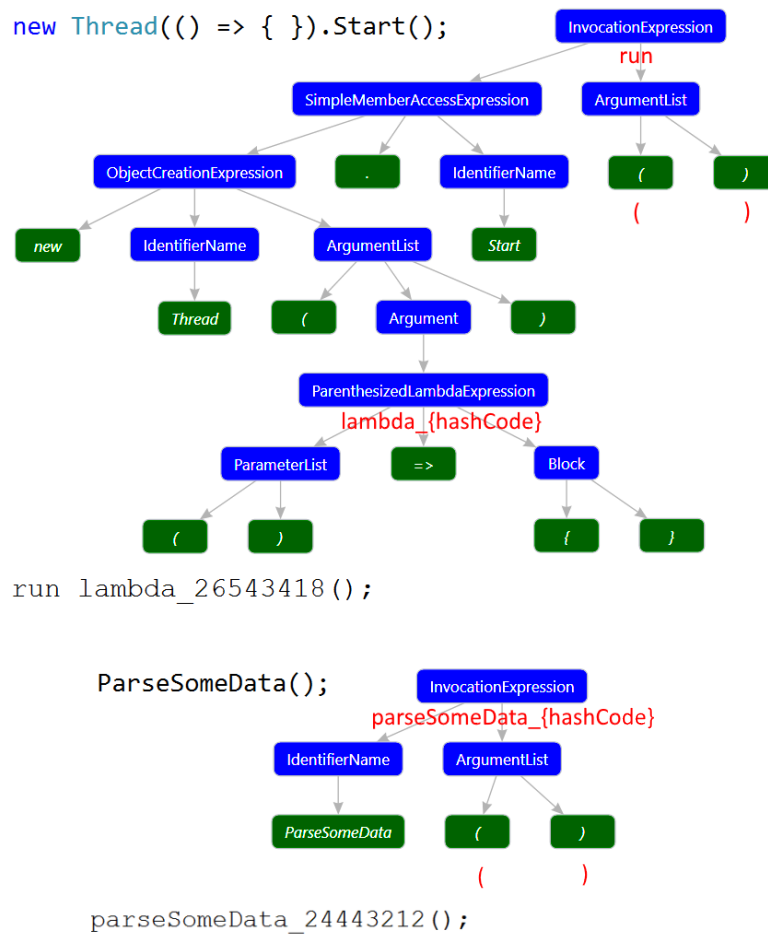 new Thread(() => { }).Start();
InvocationExpression
run
SimpleMemberAccessExpression
ArgumentList
ObjectCreationExpression
.
IdentifierName
(
)
(
)
new
IdentifierName
ArgumentList
Start
Thread
(
Argument
)
ParenthesizedLambdaExpression
lambda_{hashCode}
ParameterList
=>
Block
(
)
{
}
run lambda_26543418();
ParseSomeData();
InvocationExpression
parseSomeData_{hashCode}
IdentifierName
ArgumentList
ParseSomeData
(
)
(
)
parseSomeData_24443212();